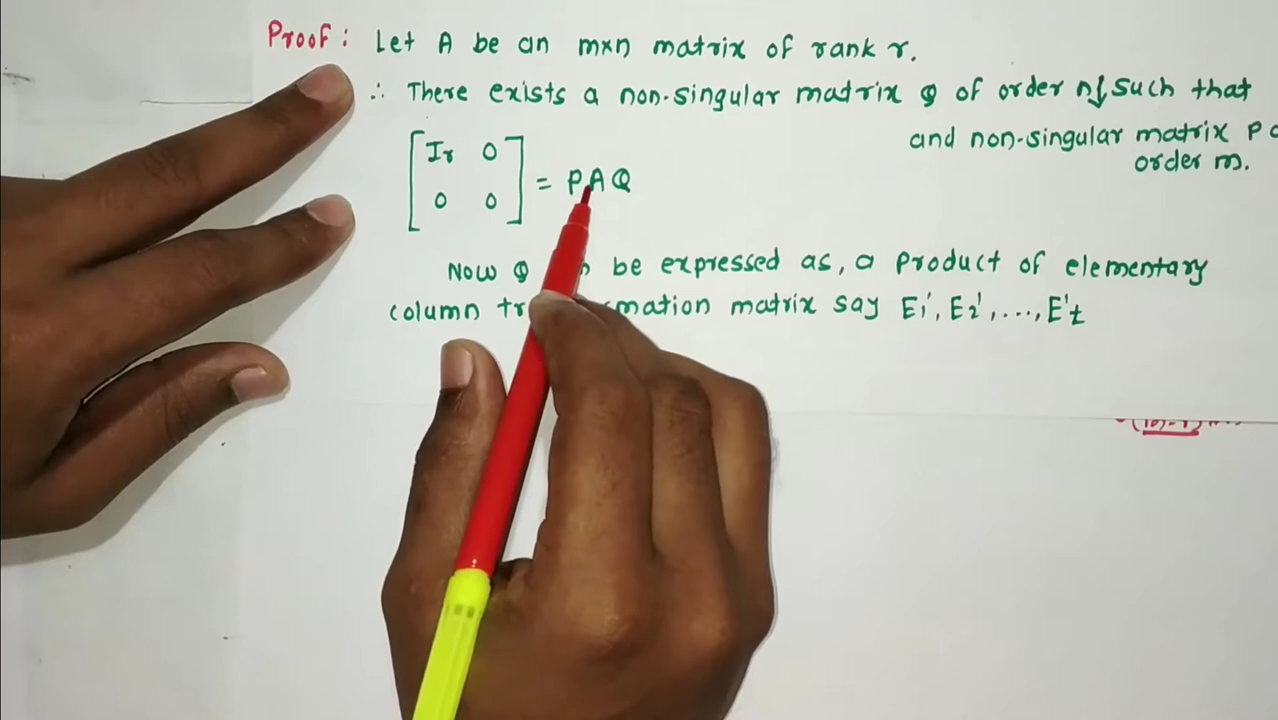 Proof: Let A be an m×n matrix of rank r.
∴ There exists a non-singular matrix Q of order n, such that
and non-singular matrix P
order m.
[ Ir 0
0 0 ] = PAQ
Now Q be expressed as, a product of elementary
column mation matrix say E1', E2', ..., E't